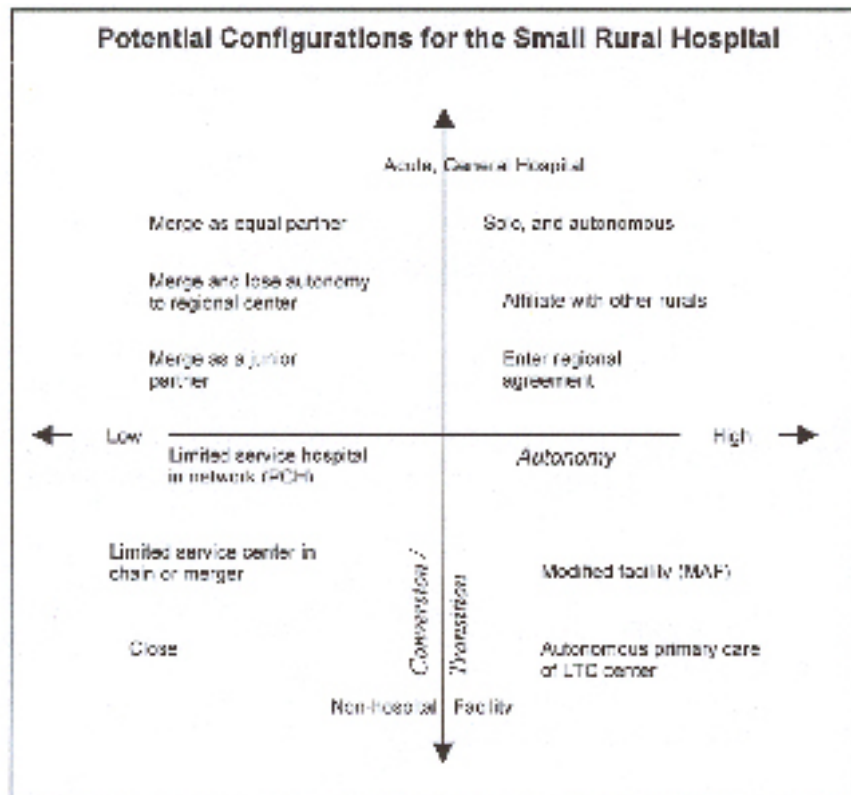 Potential Configurations for the Small Rural Hospital
Acute, General Hospital
Merge as equal partner
Solo, and autonomous
Merge and lose autonomy
to regional center
Affiliate with other rurals
Merge as a junior
partner
Enter regional
agreement
Low
High
Limited service hospital
in network (PCH)
Autonomy
Limited service center in
chain or merger
Conversion /
Transition
Modified facility (MAF)
Close
Autonomous primary care
of LTC center
Non-hospital Facility